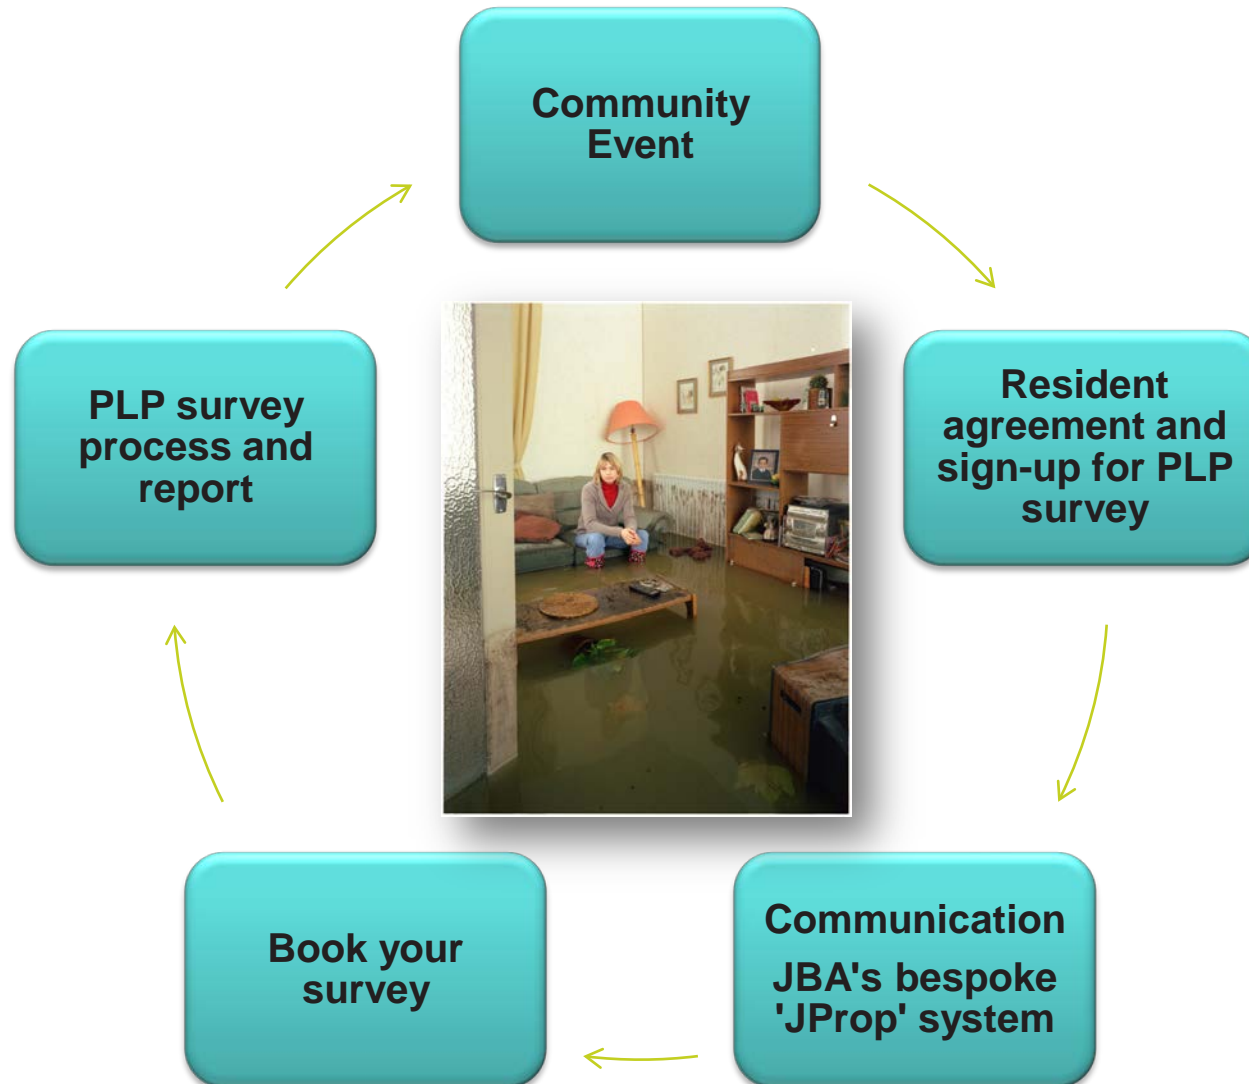 Community
Event
Resident
agreement and
sign-up for PLP
survey
Communication
JBA's bespoke
'JProp' system
Book your
survey
PLP survey
process and
report